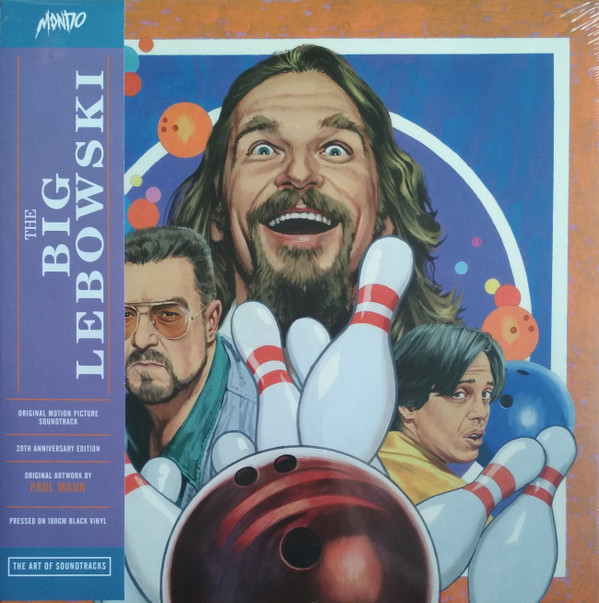 MONDO
THE
BIG
LEBOWSKI
ORIGINAL MOTION PICTURE
SOUNDTRACK
20TH ANNIVERSARY EDITION
ORIGINAL ARTWORK BY
PAUL MANN
PRESSED ON 180GM BLACK VINYL
THE ART OF SOUNDTRACKS